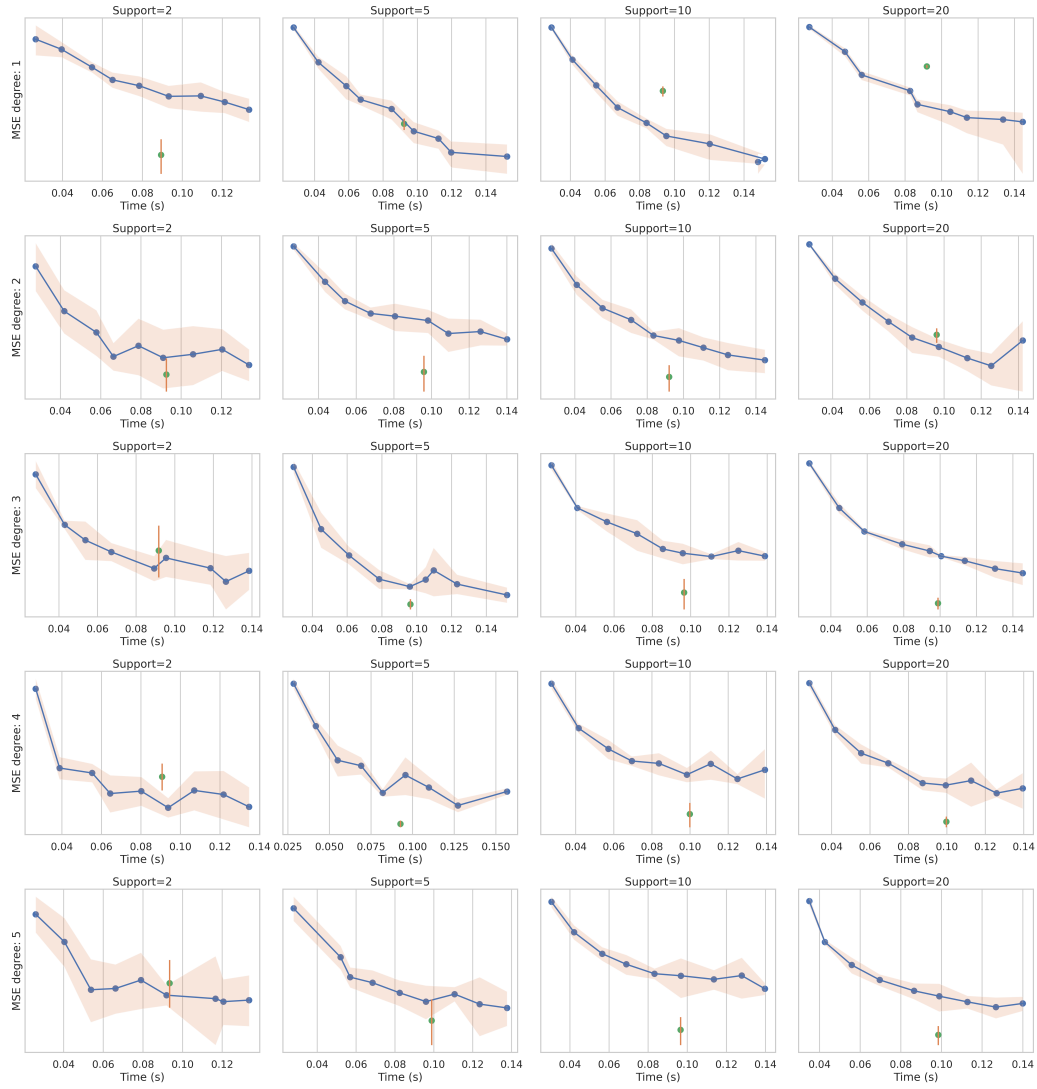 Support=2 Support=5 Support=10 Support=20
MSE degree: 1
0.04 0.06 0.08 0.10 0.12 0.04 0.06 0.08 0.10 0.12 0.14 0.04 0.06 0.08 0.10 0.12 0.14 0.04 0.06 0.08 0.10 0.12 0.14
Time (s) Time (s) Time (s) Time (s)
Support=2 Support=5 Support=10 Support=20
MSE degree: 2
0.04 0.06 0.08 0.10 0.12 0.04 0.06 0.08 0.10 0.12 0.14 0.04 0.06 0.08 0.10 0.12 0.14 0.04 0.06 0.08 0.10 0.12 0.14
Time (s) Time (s) Time (s) Time (s)
Support=2 Support=5 Support=10 Support=20
MSE degree: 3
0.04 0.06 0.08 0.10 0.12 0.14 0.04 0.06 0.08 0.10 0.12 0.14 0.04 0.06 0.08 0.10 0.12 0.14 0.04 0.06 0.08 0.10 0.12 0.14
Time (s) Time (s) Time (s) Time (s)
Support=2 Support=5 Support=10 Support=20
MSE degree: 4
0.04 0.06 0.08 0.10 0.12 0.14 0.025 0.050 0.075 0.100 0.125 0.150 0.04 0.06 0.08 0.10 0.12 0.14 0.04 0.06 0.08 0.10 0.12 0.14
Time (s) Time (s) Time (s) Time (s)
Support=2 Support=5 Support=10 Support=20
MSE degree: 5
0.04 0.06 0.08 0.10 0.12 0.04 0.06 0.08 0.10 0.12 0.14 0.04 0.06 0.08 0.10 0.12 0.14 0.04 0.06 0.08 0.10 0.12 0.14
Time (s) Time (s) Time (s) Time (s)